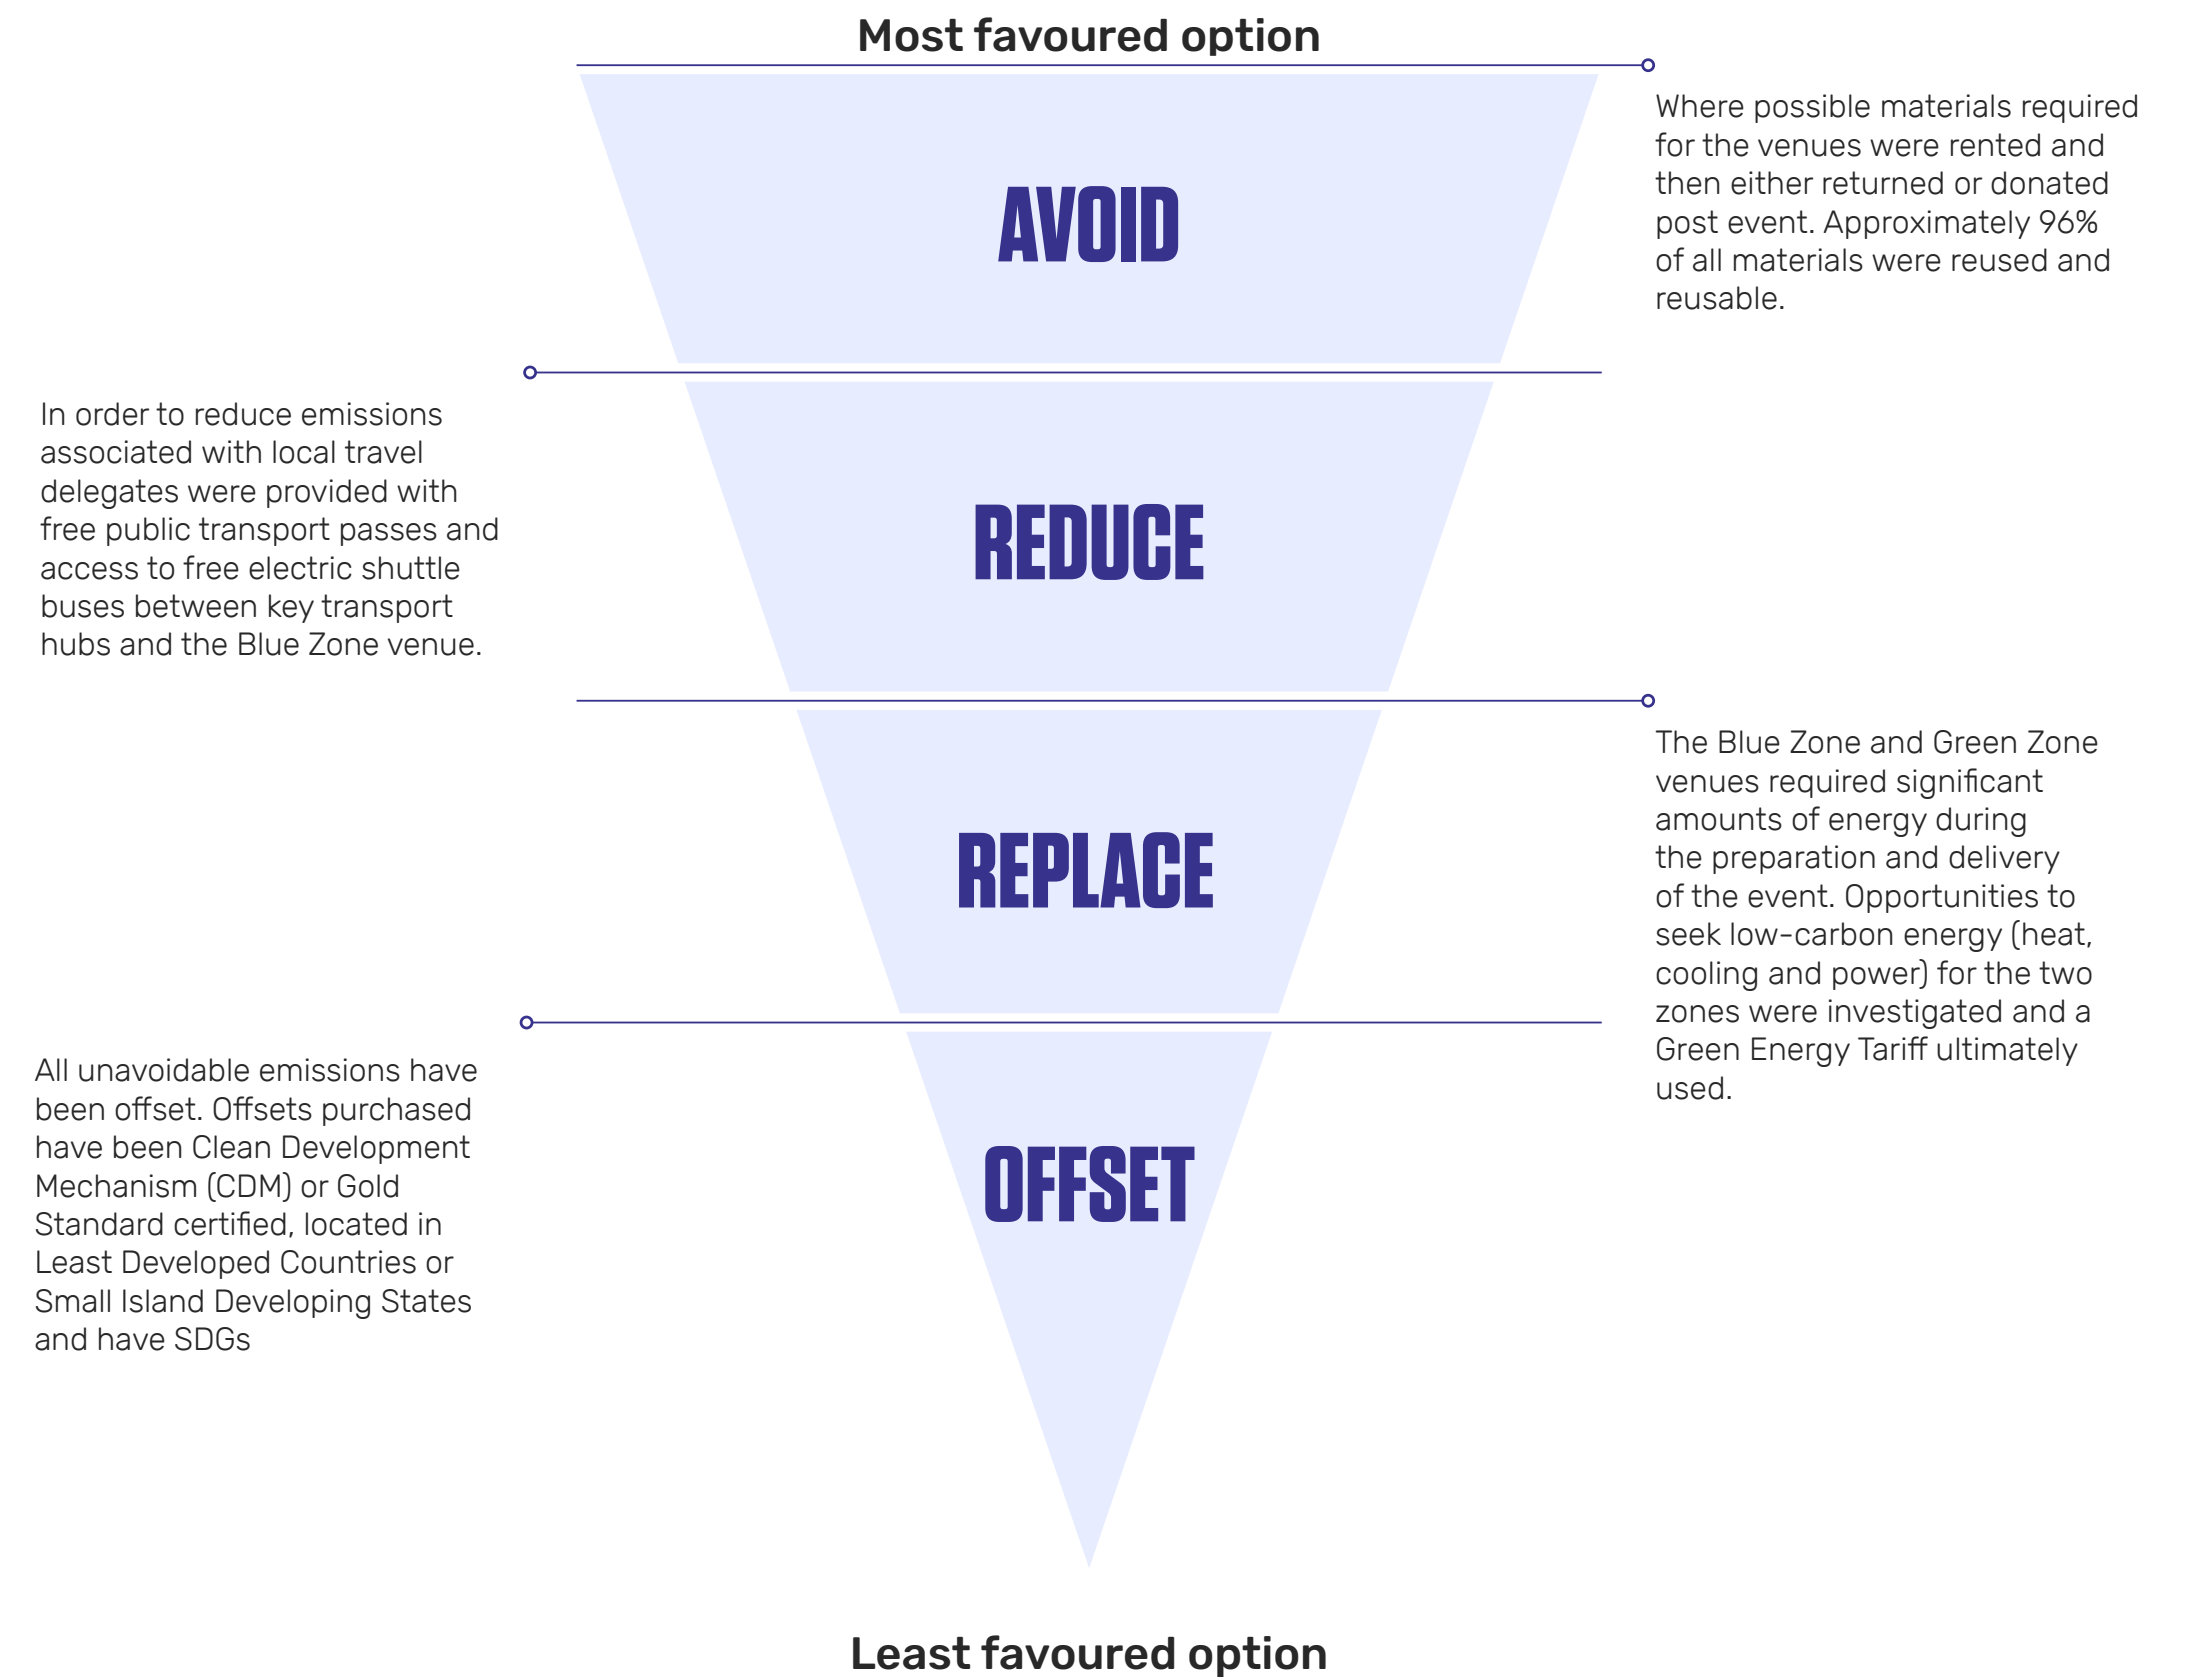 Most favoured option
AVOID
Where possible materials required
for the venues were rented and
then either returned or donated
post event. Approximately 96%
of all materials were reused and
reusable.
REDUCE
In order to reduce emissions
associated with local travel
delegates were provided with
free public transport passes and
access to free electric shuttle
buses between key transport
hubs and the Blue Zone venue.
REPLACE
The Blue Zone and Green Zone
venues required significant
amounts of energy during
the preparation and delivery
of the event. Opportunities to
seek low-carbon energy (heat,
cooling and power) for the two
zones were investigated and a
Green Energy Tariff ultimately
used.
OFFSET
All unavoidable emissions have
been offset. Offsets purchased
have been Clean Development
Mechanism (CDM) or Gold
Standard certified, located in
Least Developed Countries or
Small Island Developing States
and have SDGs
Least favoured option